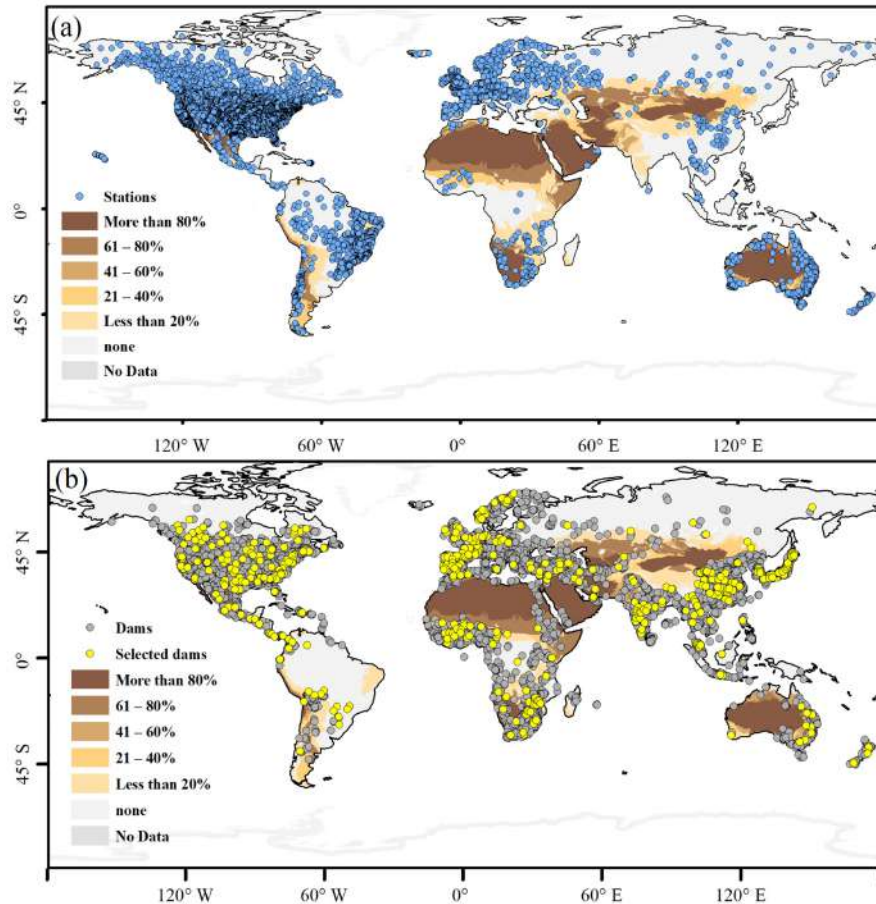 (a)
45° N
0°
45° S
Stations
More than 80%
61 – 80%
41 – 60%
21 – 40%
Less than 20%
none
No Data
120° W
60° W
0°
60° E
120° E
(b)
45° N
0°
45° S
Dams
Selected dams
More than 80%
61 – 80%
41 – 60%
21 – 40%
Less than 20%
none
No Data
120° W
60° W
0°
60° E
120° E